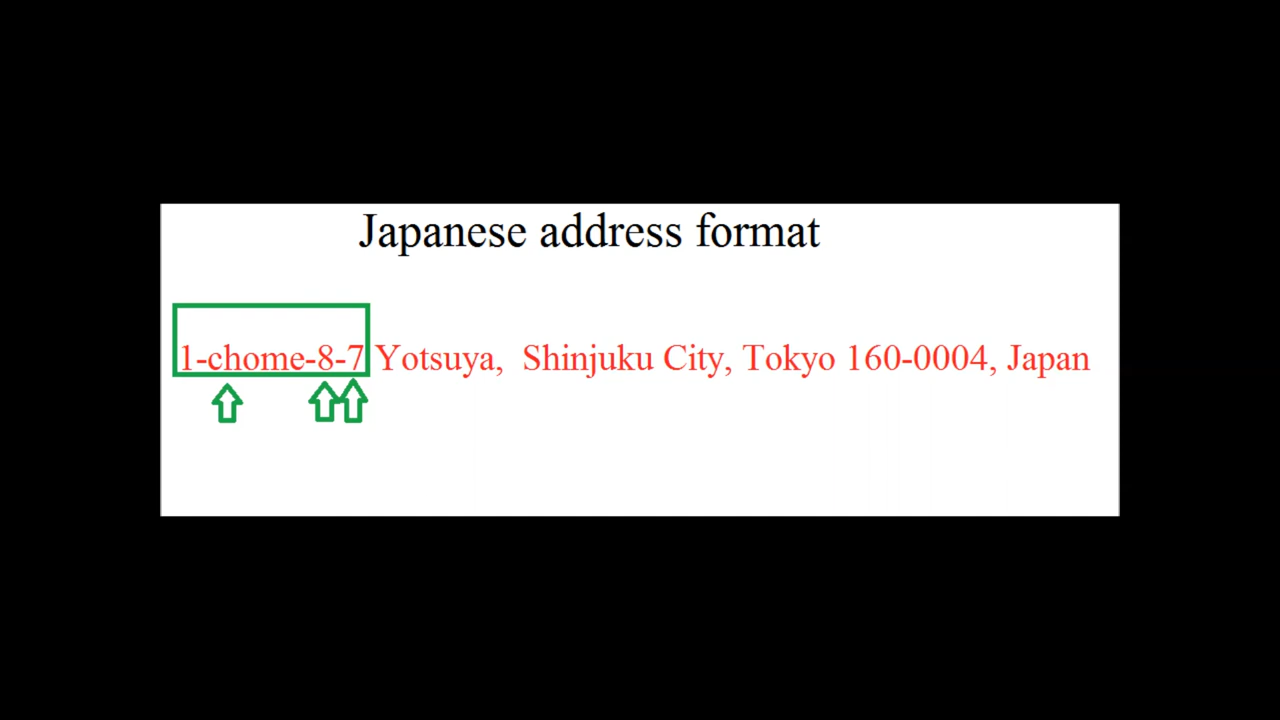 Japanese address format
1-chome-8-7 Yotsuya, Shinjuku City, Tokyo 160-0004, Japan